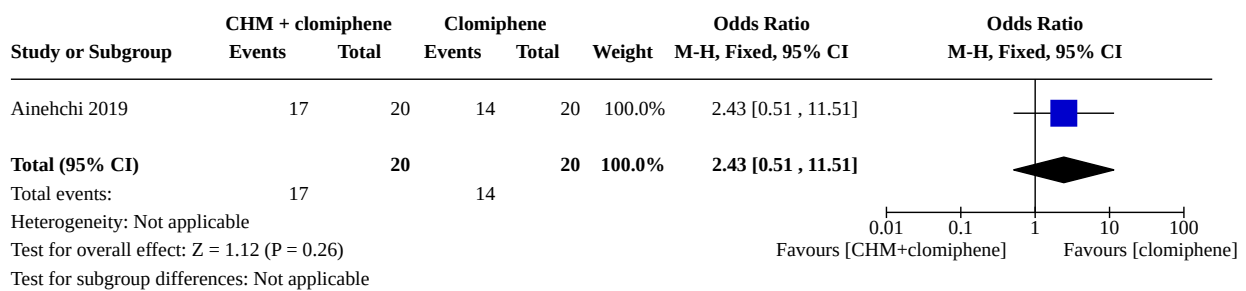 CHM + clomiphene Clomiphene Odds Ratio Odds Ratio
Study or Subgroup Events Total Events Total Weight M-H, Fixed, 95% CI M-H, Fixed, 95% CI
Ainehchi 2019 17 20 14 20 100.0% 2.43 [0.51 , 11.51]
Total (95% CI) 20 20 100.0% 2.43 [0.51 , 11.51]
Total events: 17 14
Heterogeneity: Not applicable
0.01 0.1 1 10 100
Test for overall effect: Z = 1.12 (P = 0.26) Favours [CHM+clomiphene] Favours [clomiphene]
Test for subgroup differences: Not applicable